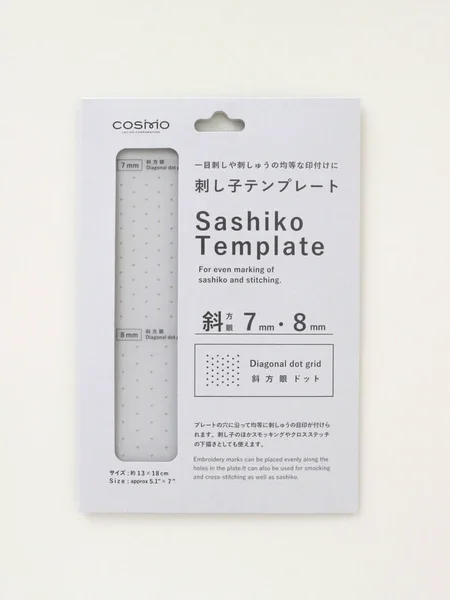 COSMO
LECIEN CORPORATION
7mm 斜方眼
Diagonal dot
8mm 斜方眼
Diagonal dot
サイズ：約13×18cm
Size : approx 5.1"× 7"
一目刺しや刺しゅうの均等な印付けに
刺し子テンプレート
Sashiko
Template
For even marking of
sashiko and stitching.
斜方眼 7mm・8mm
Diagonal dot grid
斜方眼ドット
プレートの穴に沿って均等に刺しゅうの目印が付けら
れます。刺し子のほかスモッキングやクロスステッチ
の下描きとしても使えます。
Embroidery marks can be placed evenly along the
holes in the plate.It can also be used for smocking
and cross-stitching as well as sashiko.